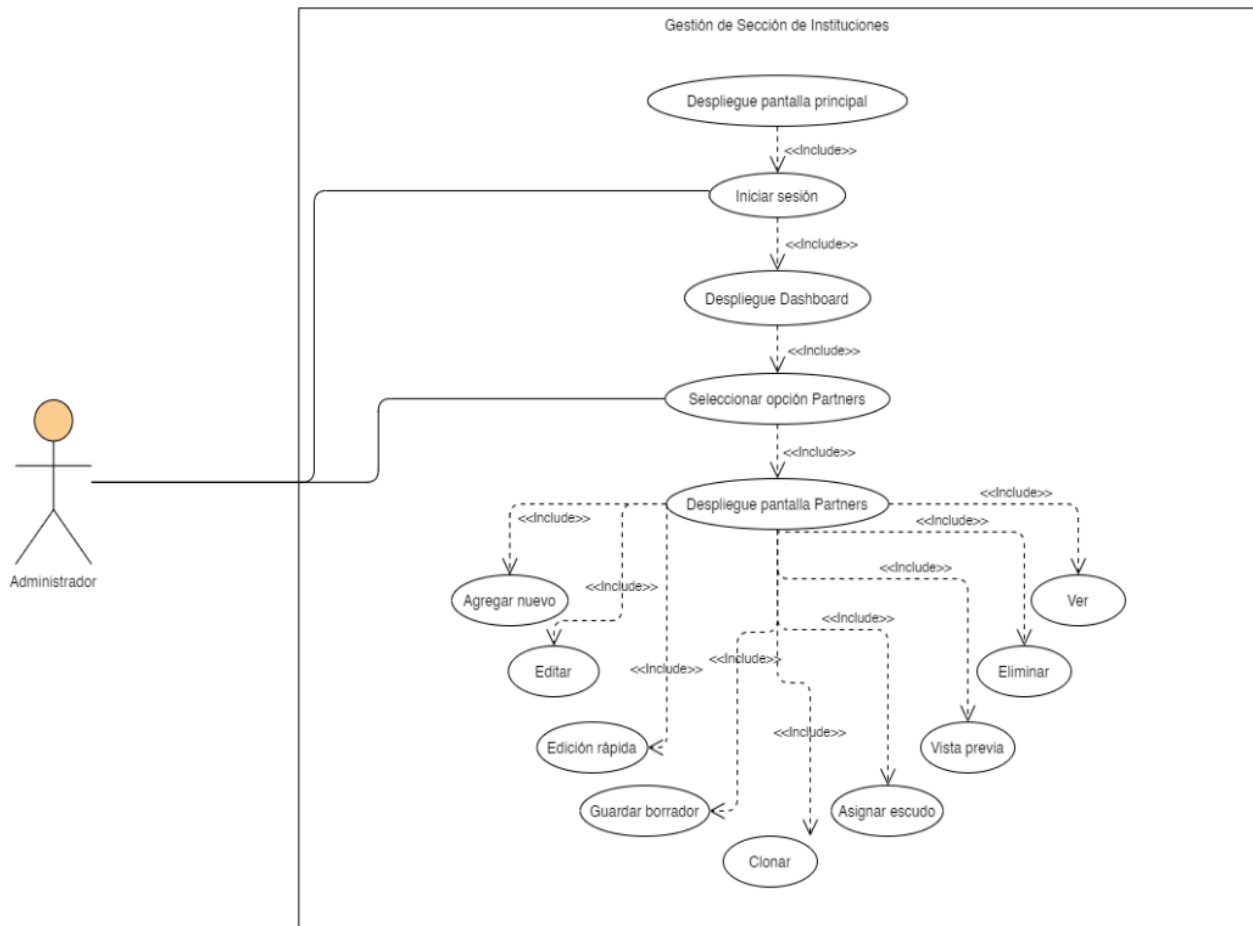 Gestión de Sección de Instituciones
Despliegue pantalla principal
<<Include>>
Iniciar sesión
<<Include>>
Despliegue Dashboard
<<Include>>
Seleccionar opción Partners
<<Include>>
Despliegue pantalla Partners
<<Include>>
<<Include>>
<<Include>>
<<Include>>
Administrador
<<Include>>
Agregar nuevo
Ver
<<Include>>
<<Include>>
<<Include>>
Editar
Eliminar
<<Include>>
Edición rápida
Vista previa
Guardar borrador
Asignar escudo
Clonar